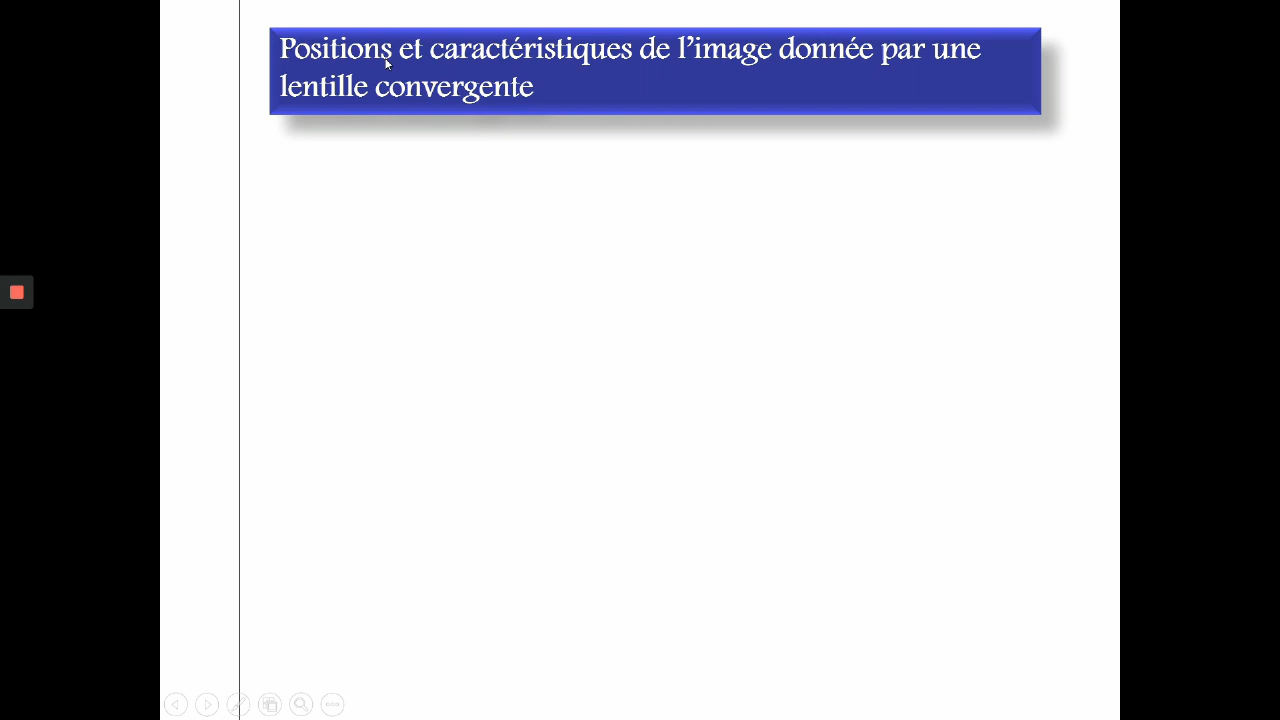 Positions et caractéristiques de l'image donnée par une
lentille convergente